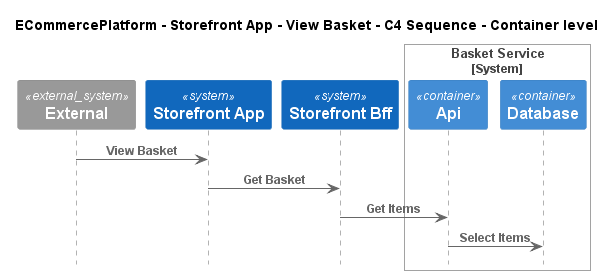 ECommercePlatform - Storefront App - View Basket - C4 Sequence - Container level
Basket Service
[System]
«external_system»
External
«system»
Storefront App
«system»
Storefront Bff
«container»
Api
«container»
Database
View Basket
Get Basket
Get Items
Select Items